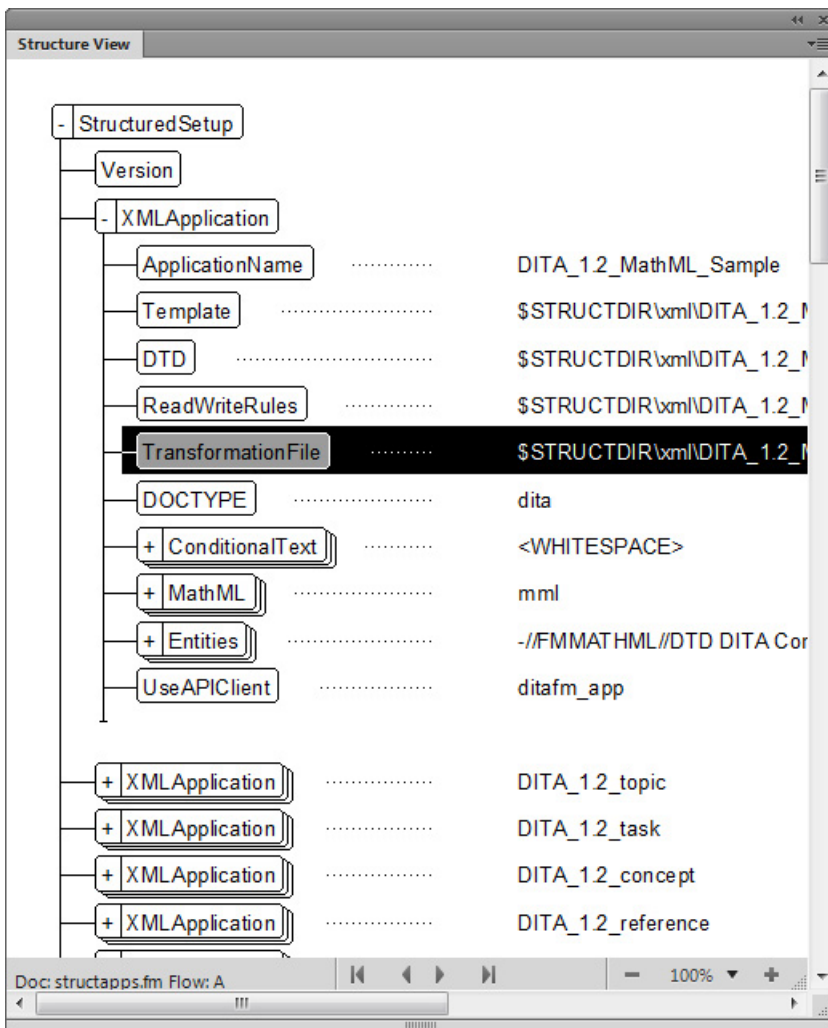 Structure View
- StructuredSetup
Version
- XMLApplication
ApplicationName DITA_1.2_MathML_Sample
Template $STRUCTDIR\xml\DITA_1.2_
DTD $STRUCTDIR\xml\DITA_1.2_
ReadWriteRules $STRUCTDIR\xml\DITA_1.2_
TransformationFile $STRUCTDIR\xml\DITA_1.2_
DOCTYPE dita
+ ConditionalText <WHITESPACE>
+ MathML mml
+ Entities -//FMMATHML//DTD DITA Con
UseAPIClient ditafm_app
+ XMLApplication DITA_1.2_topic
+ XMLApplication DITA_1.2_task
+ XMLApplication DITA_1.2_concept
+ XMLApplication DITA_1.2_reference
Doc: structapps.fm Flow: A 100%